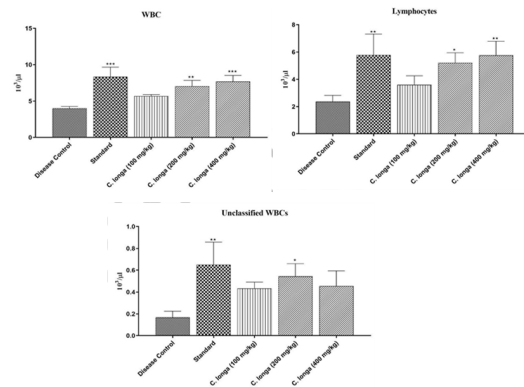 WBC
***
***
**
15
10
5
0
10³/µl
Disease Control
Standard
C. longa (100 mg/kg)
C. longa (200 mg/kg)
C. longa (400 mg/kg)
Lymphocytes
**
*
**
8
6
4
2
0
10³/µl
Disease Control
Standard
C. longa (100 mg/kg)
C. longa (200 mg/kg)
C. longa (400 mg/kg)
Unclassified WBCs
**
*
1.0
0.8
0.6
0.4
0.2
0.0
10³/µl
Disease Control
Standard
C. longa (100 mg/kg)
C. longa (200 mg/kg)
C. longa (400 mg/kg)